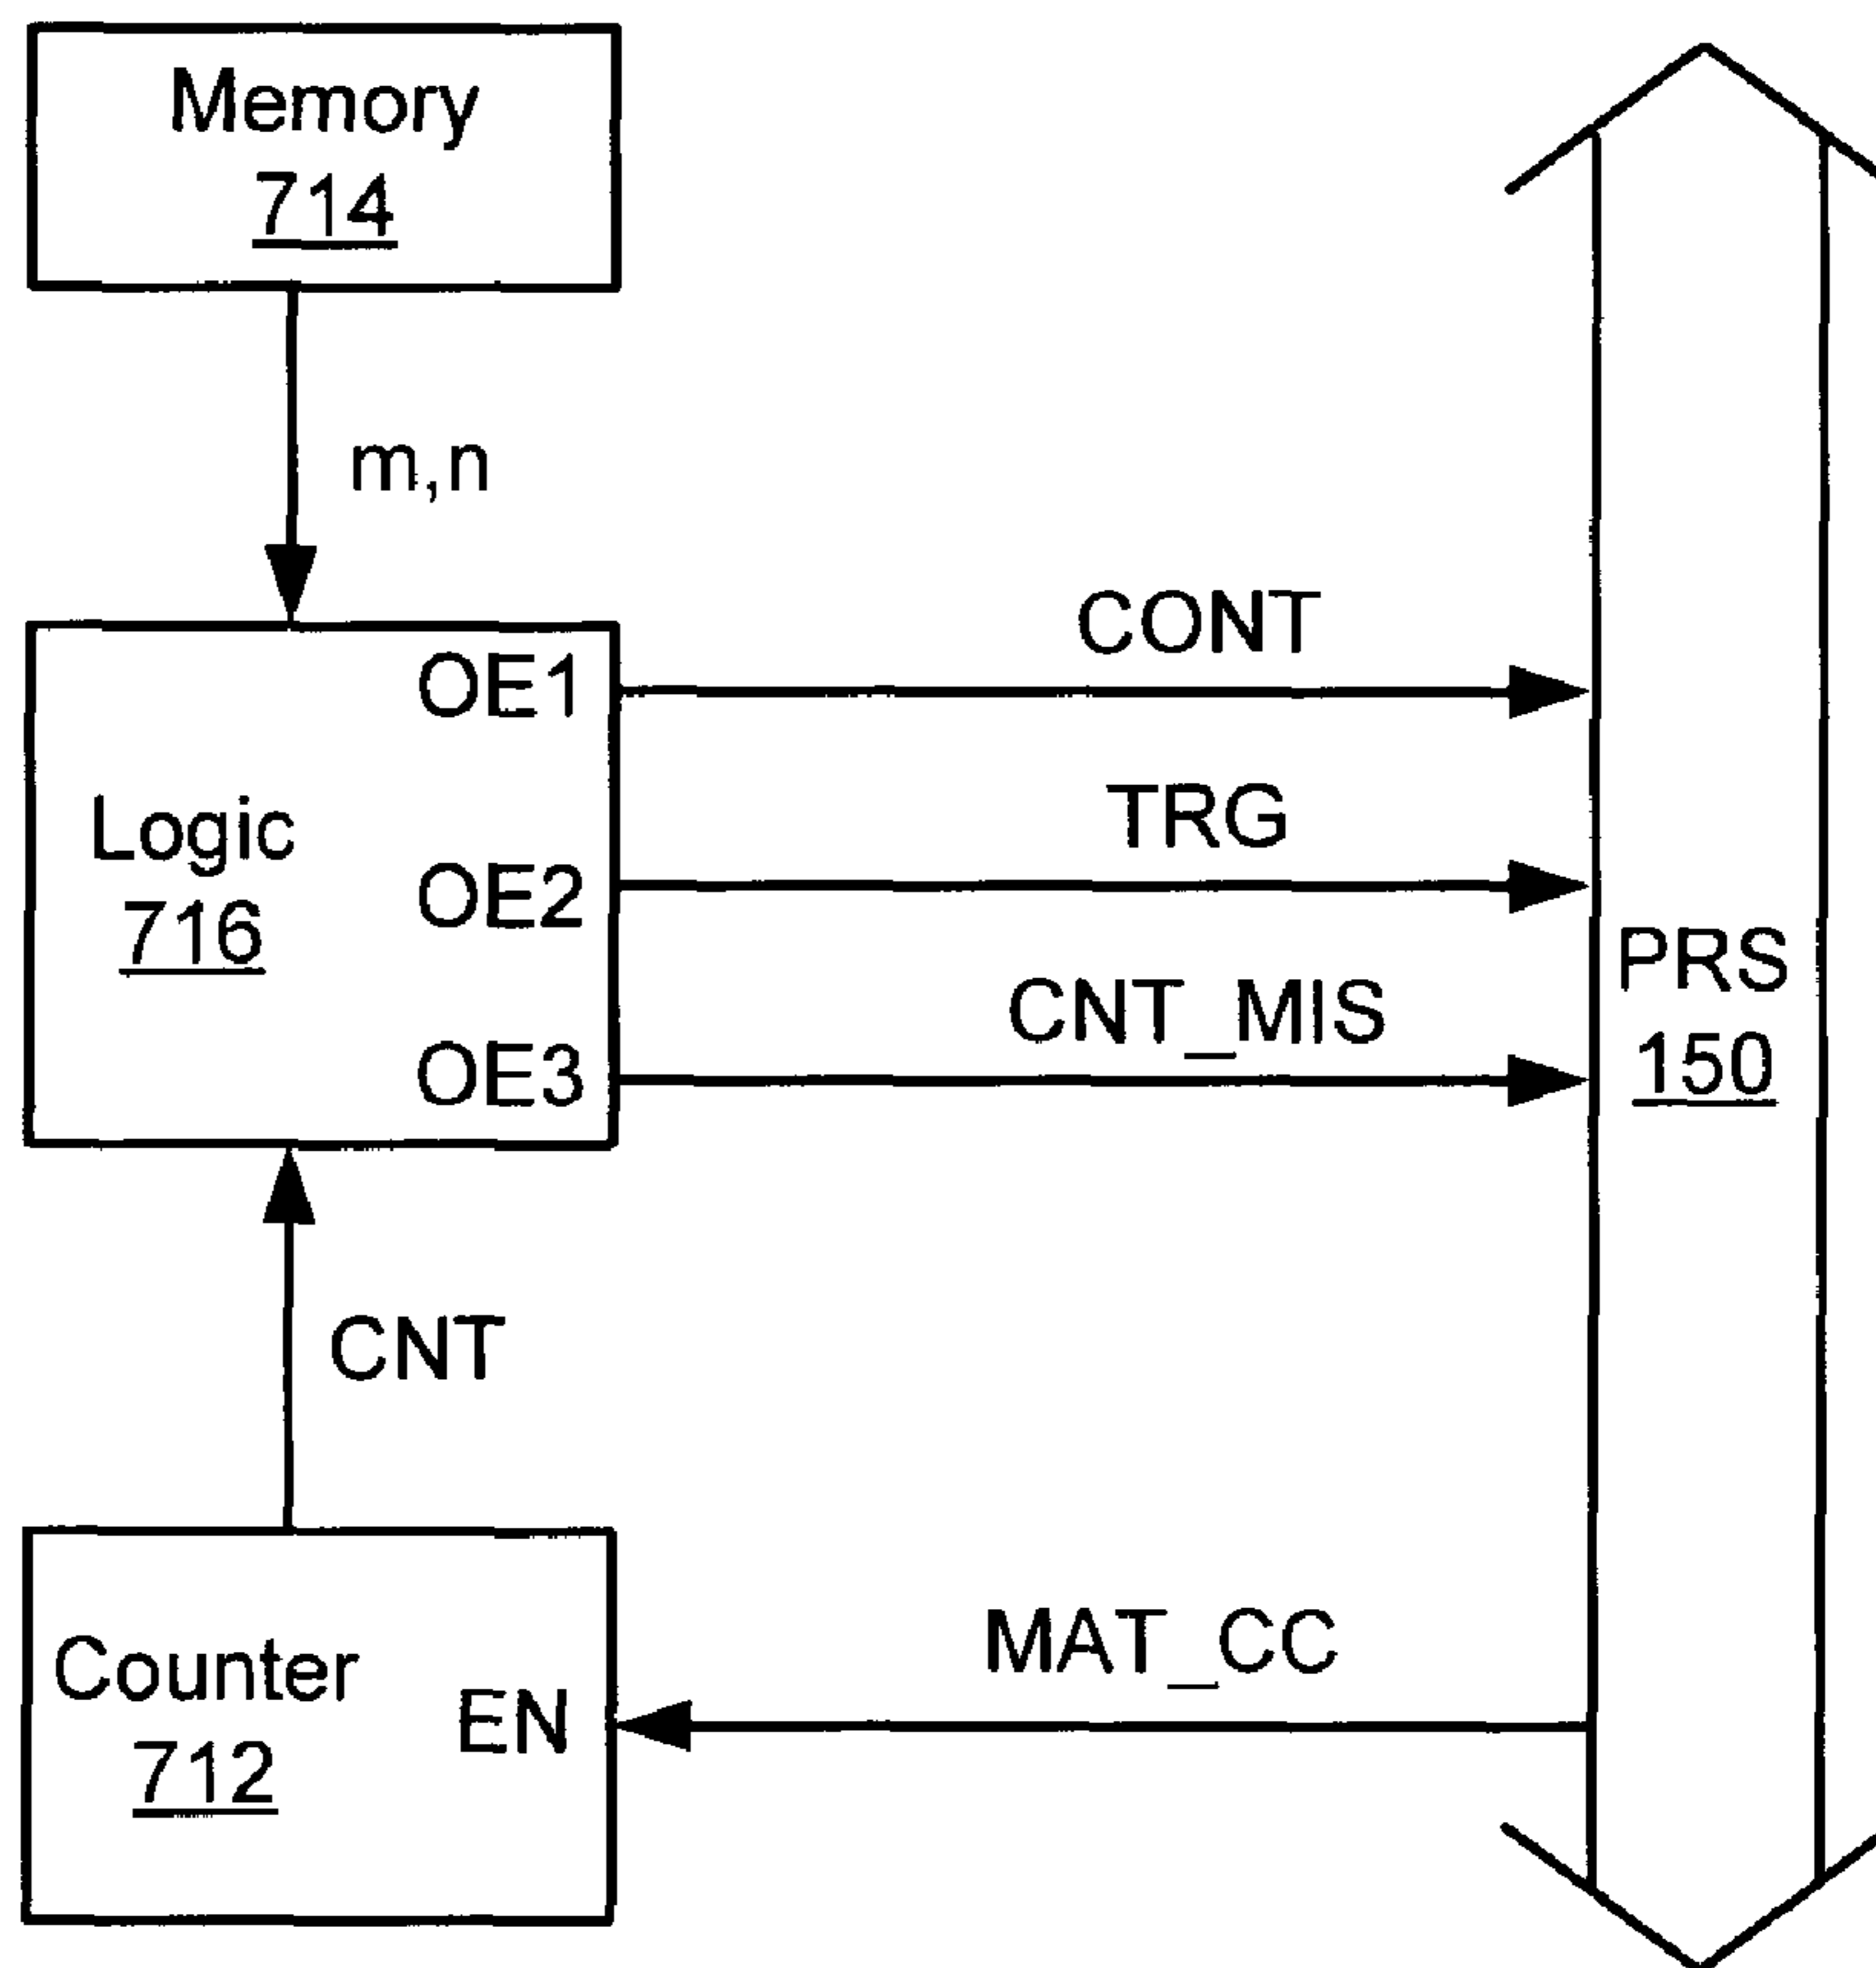 Memory
714
m,n
CONT
OE1
TRG
Logic
OE2
716
PRS
CNT_MIS
150
OE3
CNT
MAT_CC
Counter
EN
712